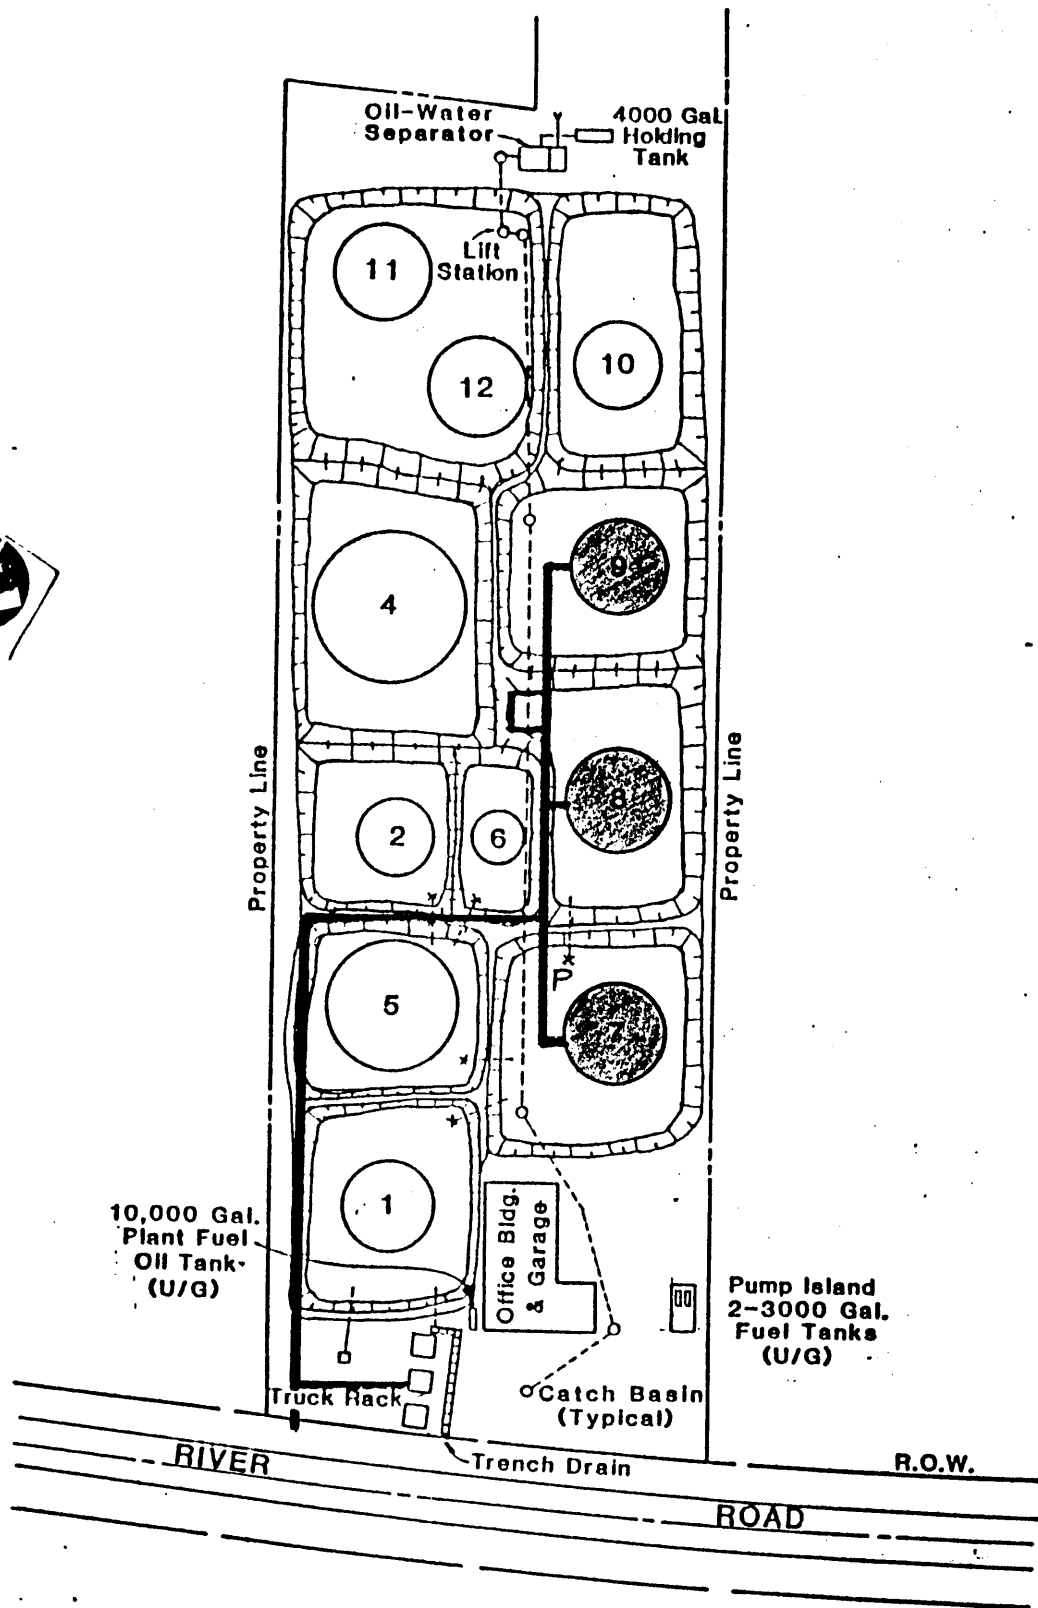 Oil-Water
Separator
4000 Gal.
Holding
Tank
11
Lift
Station
12
10
4
9
Property Line
2
6
8
Property Line
5
P
7
1
10,000 Gal.
Plant Fuel
Oil Tank
(U/G)
Office Bldg.
& Garage
Pump Island
2-3000 Gal.
Fuel Tanks
(U/G)
Truck Rack
Catch Basin
(Typical)
Trench Drain
RIVER
ROAD
R.O.W.